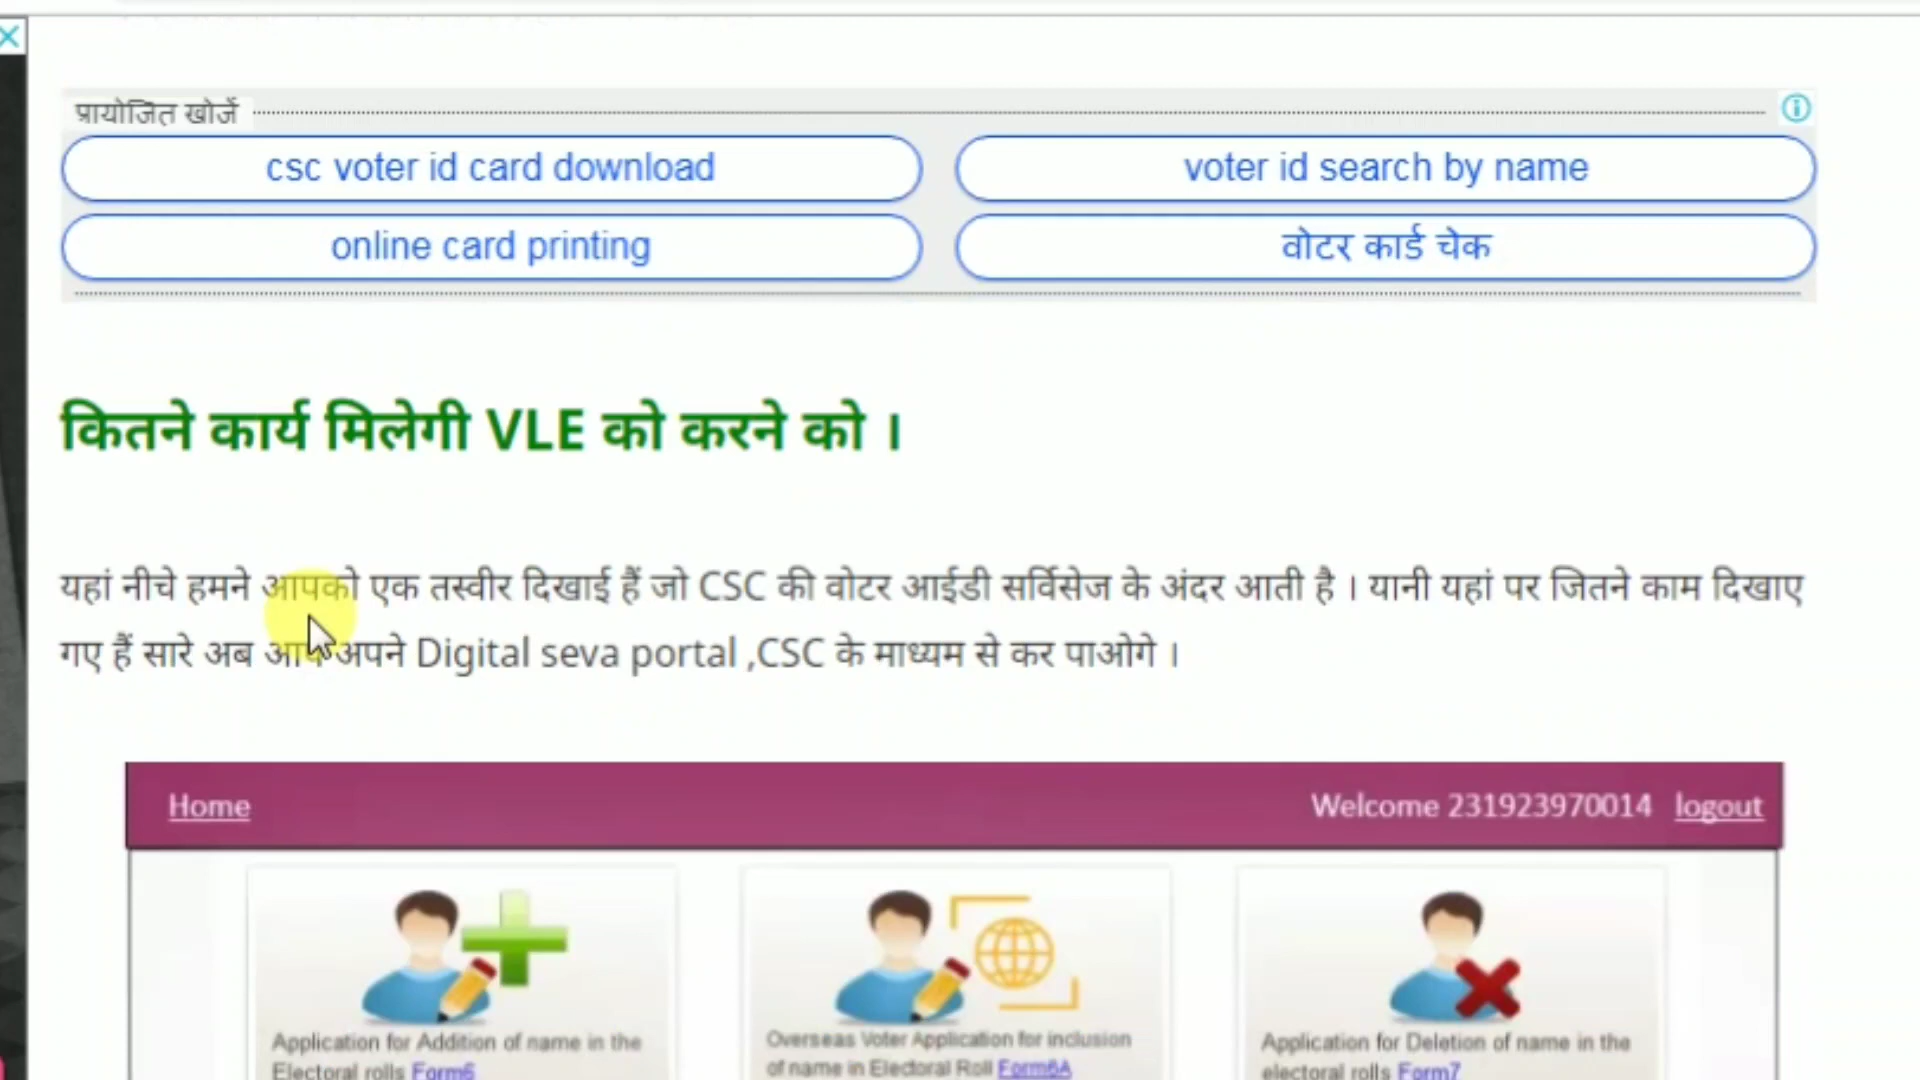 प्रायोजित खोजें
csc voter id card download
voter id search by name
online card printing
वोटर कार्ड चेक
कितने कार्य मिलेगी VLE को करने को ।
यहां नीचे हमने आपको एक तस्वीर दिखाई हैं जो CSC की वोटर आईडी सर्विसेज के अंदर आती है । यानी यहां पर जितने काम दिखाए
गए हैं सारे अब आप अपने Digital seva portal ,CSC के माध्यम से कर पाओगे ।
Home
Welcome 231923970014 logout
Application for Addition of name in the
Electoral rolls Form6
Overseas Voter Application for inclusion
of name in Electoral Roll Form6A
Application for Deletion of name in the
electoral rolls Form7